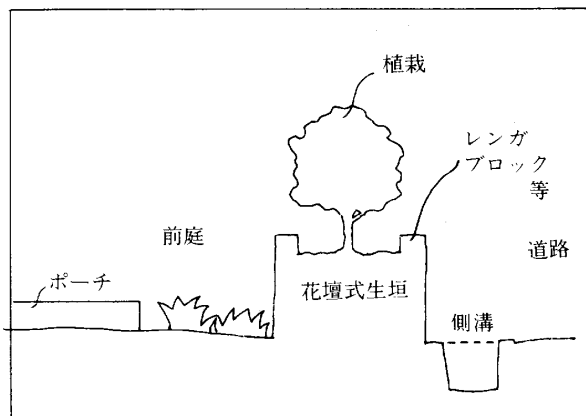 植栽
レンガ
ブロック
等
前庭
道路
ポーチ
花壇式生垣
側溝